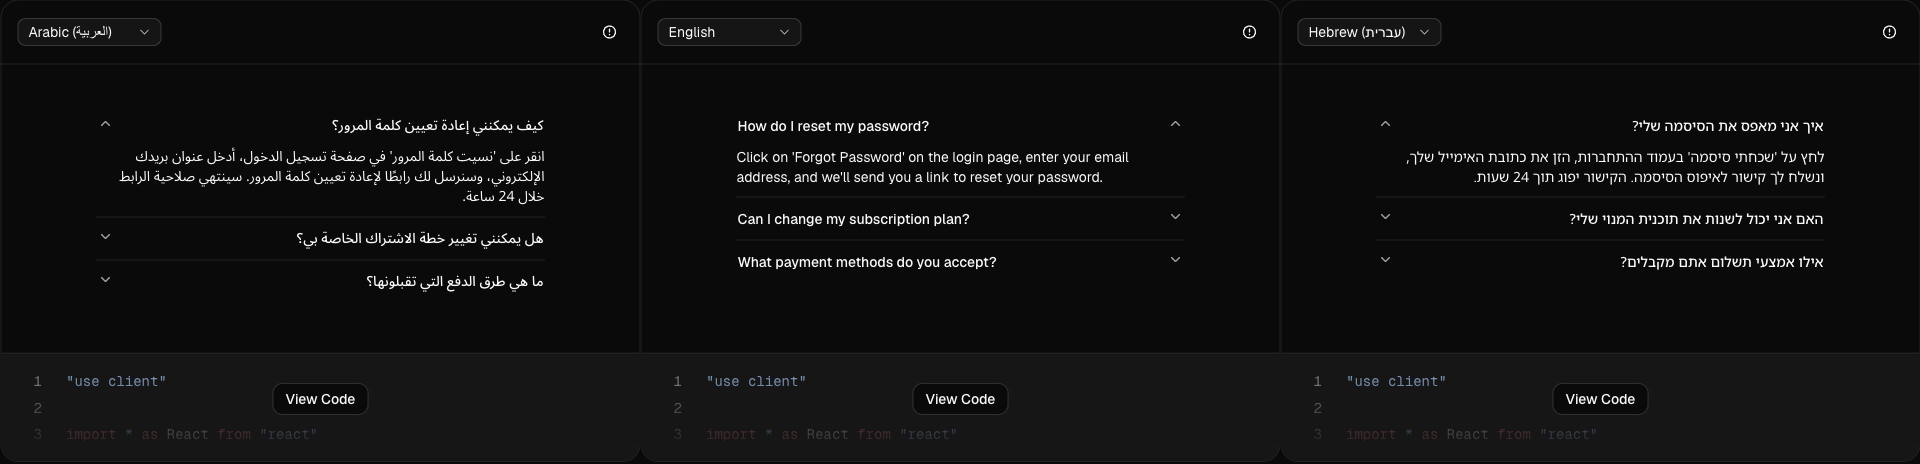 Arabic (العربية)
كيف يمكنني إعادة تعيين كلمة المرور؟
انقر على 'نسيت كلمة المرور' في صفحة تسجيل الدخول، أدخل عنوان بريدك
الإلكتروني، وسنرسل لك رابطًا لإعادة تعيين كلمة المرور. سينتهي صلاحية الرابط
خلال 24 ساعة.
هل يمكنني تغيير خطة الاشتراك الخاصة بي؟
ما هي طرق الدفع التي تقبلونها؟
1 "use client"
2
3 import * as React from "react"
View Code
English
How do I reset my password?
Click on 'Forgot Password' on the login page, enter your email
address, and we'll send you a link to reset your password.
Can I change my subscription plan?
What payment methods do you accept?
1 "use client"
2
3 import * as React from "react"
View Code
Hebrew (עברית)
איך אני מאפס את הסיסמה שלי?
לחץ על 'שכחתי סיסמה' בעמוד ההתחברות, הזן את כתובת האימייל שלך,
ונשלח לך קישור לאיפוס הסיסמה. הקישור יפוג תוך 24 שעות.
האם אני יכול לשנות את תוכנית המנוי שלי?
אילו אמצעי תשלום אתם מקבלים?
1 "use client"
2
3 import * as React from "react"
View Code